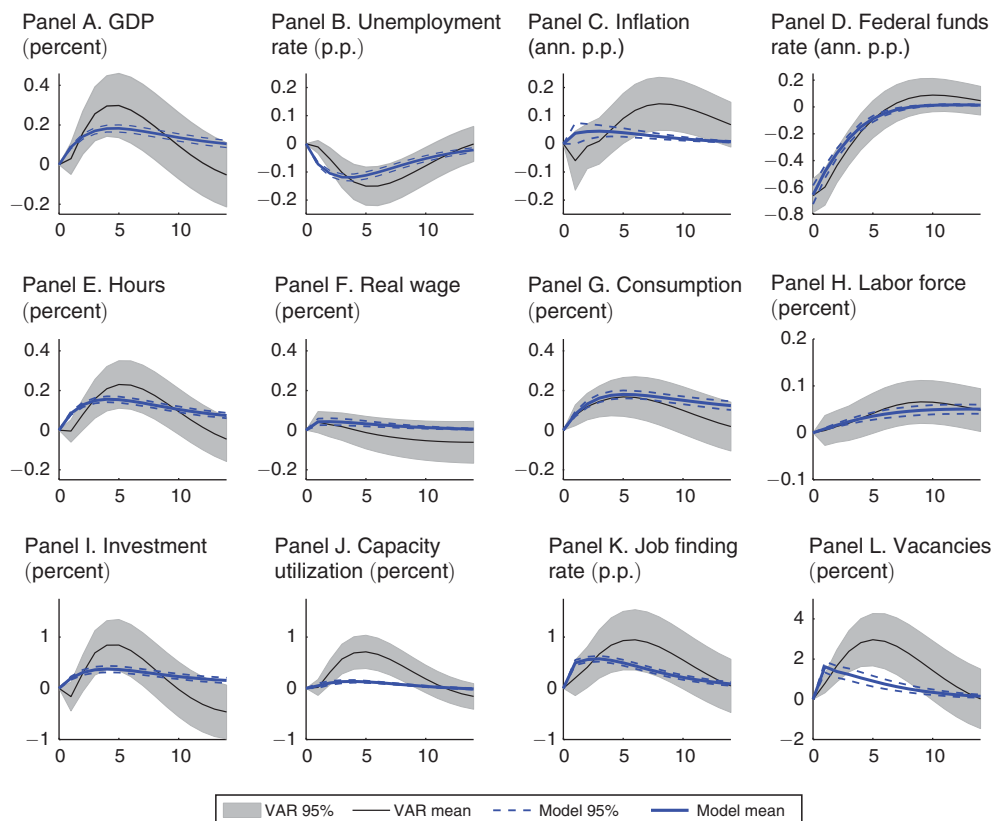 Panel A. GDP
(percent)
Panel B. Unemployment
rate (p.p.)
Panel C. Inflation
(ann. p.p.)
Panel D. Federal funds
rate (ann. p.p.)
0.4
0.2
0
−0.2
0 5 10
0
−0.1
−0.2
0 5 10
0.2
0.1
0
−0.1
−0.2
0 5 10
0.2
0
−0.2
−0.4
−0.6
−0.8
0 5 10
Panel E. Hours
(percent)
Panel F. Real wage
(percent)
Panel G. Consumption
(percent)
Panel H. Labor force
(percent)
0.4
0.2
0
−0.2
0 5 10
0.4
0.2
0
−0.2
0 5 10
0.4
0.2
0
−0.2
0 5 10
0.2
0.1
0
−0.1
0 5 10
Panel I. Investment
(percent)
Panel J. Capacity
utilization (percent)
Panel K. Job finding
rate (p.p.)
Panel L. Vacancies
(percent)
1
0
−1
0 5 10
1
0
−1
0 5 10
1
0
−1
0 5 10
4
2
0
−2
0 5 10
VAR 95% VAR mean Model 95% Model mean